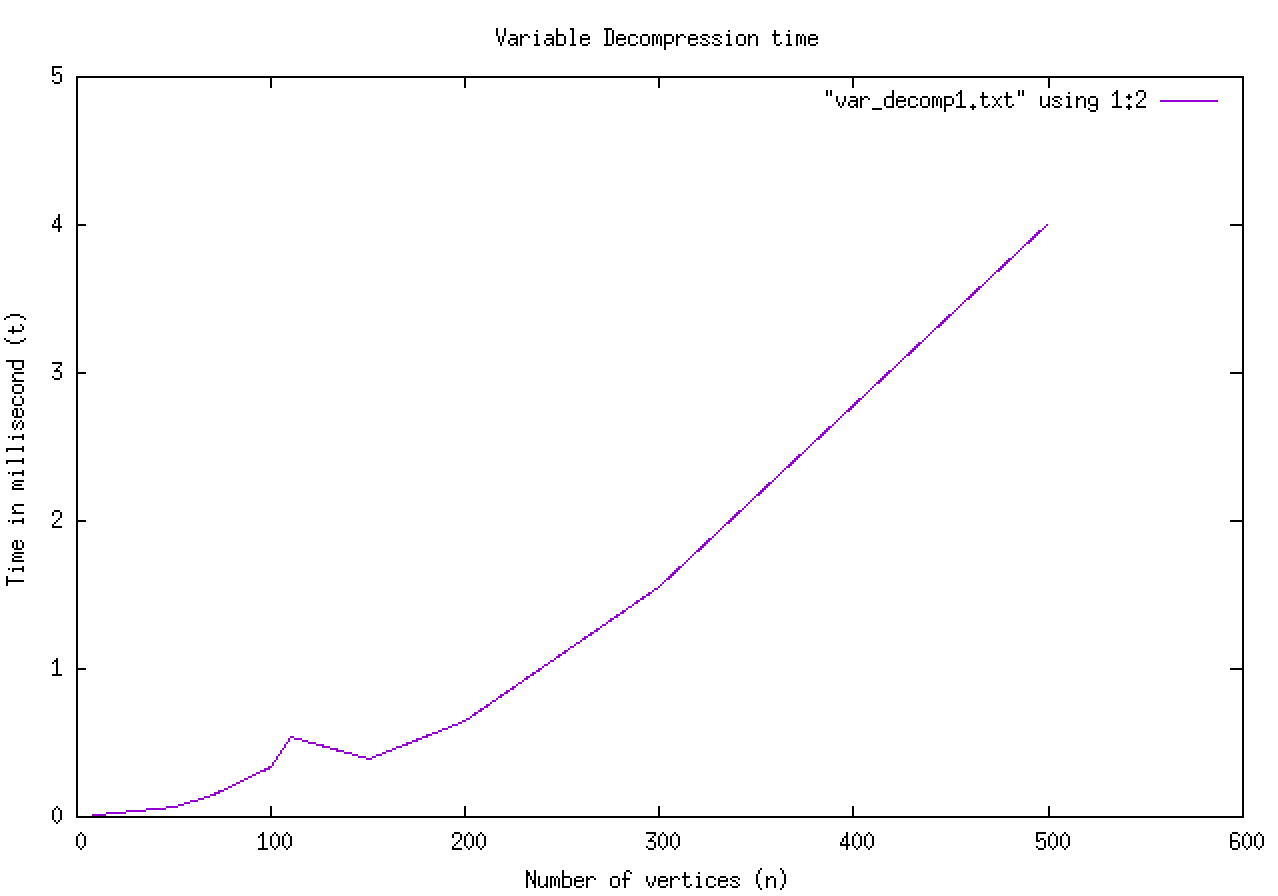 Variable Decompression time
"var_decomp1.txt" using 1:2
5
4
3
2
1
0
Time in millisecond (t)
0 100 200 300 400 500 600
Number of vertices (n)